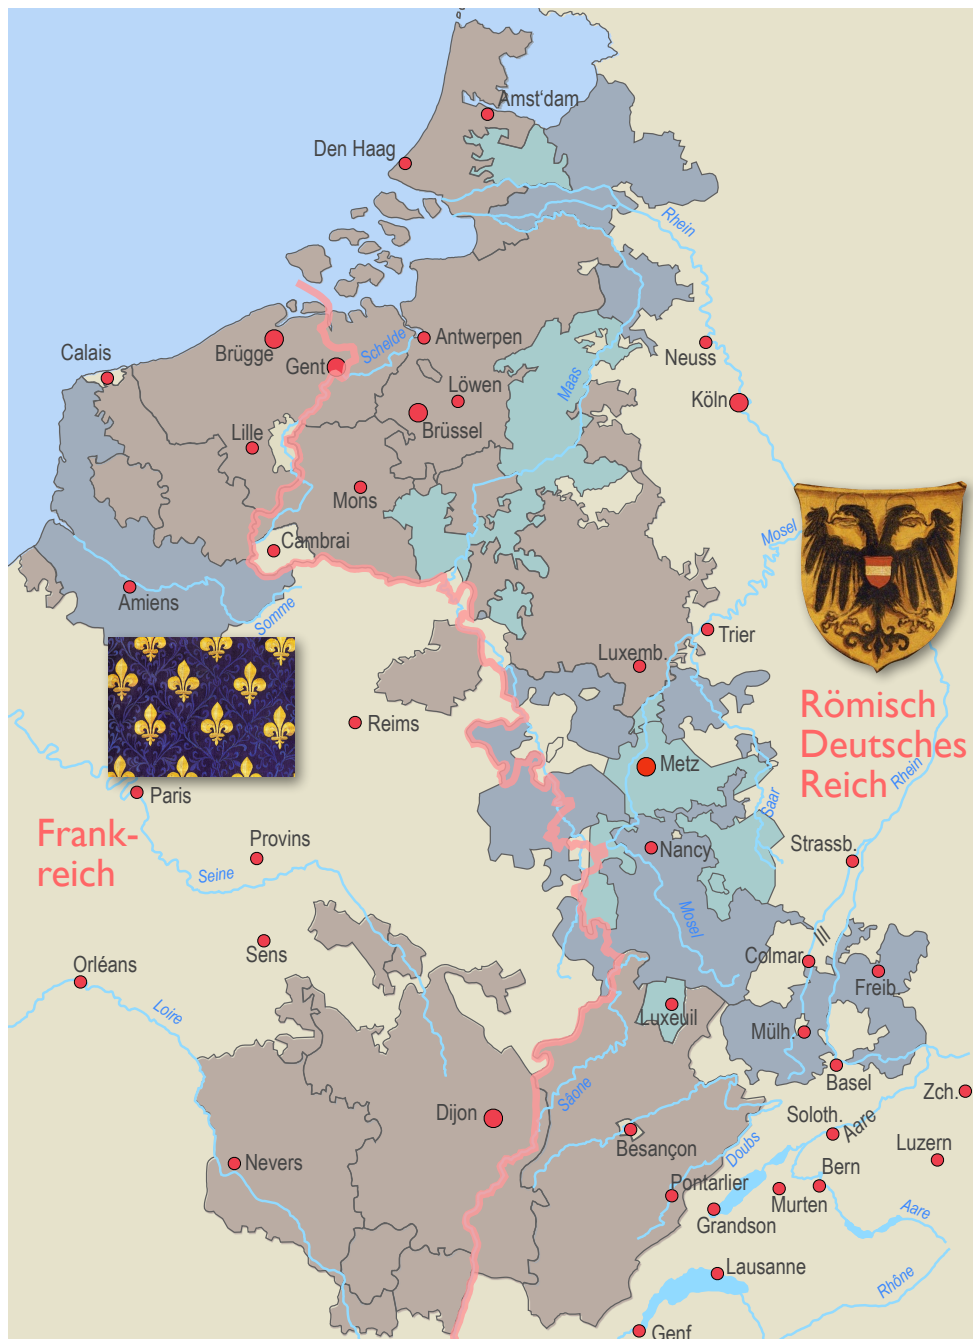 Amst'dam
Den Haag
Rhein
Calais
Brügge
Gent
Schelde
Antwerpen
Neuss
Maas
Löwen
Köln
Brüssel
Lille
Mons
Mosel
Cambrai
Amiens
Somme
Trier
Luxemb.
Reims
Metz
Römisch
Deutsches
Reich
Rhein
Paris
Saar
Frank-
reich
Provins
Seine
Nancy
Strassb.
Mosel
Sens
Ill
Orléans
Colmar
Freib.
Loire
Luxeuil
Mülh.
Basel
Zch.
Saône
Dijon
Soloth.
Aare
Besançon
Doubs
Luzern
Nevers
Bern
Pontarlier
Murten
Grandson
Aare
Lausanne
Rhône
Genf